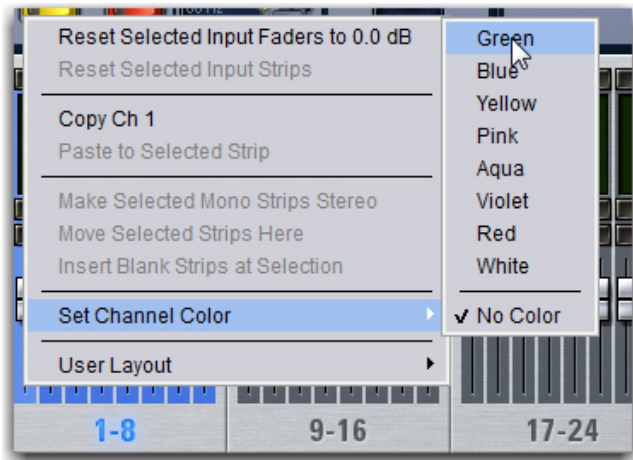 Reset Selected Input Faders to 0.0 dB
Reset Selected Input Strips
Copy Ch 1
Paste to Selected Strip
Make Selected Mono Strips Stereo
Move Selected Strips Here
Insert Blank Strips at Selection
Set Channel Color
User Layout
Green
Blue
Yellow
Pink
Aqua
Violet
Red
White
✓ No Color
1-8
9-16
17-24